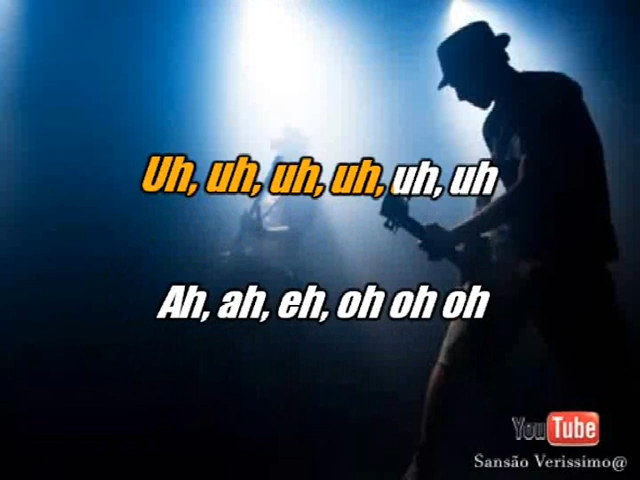 Uh, uh, uh, uh, uh, uh
Ah, ah, eh, oh oh oh
YouTube
Sansão Verissimo@